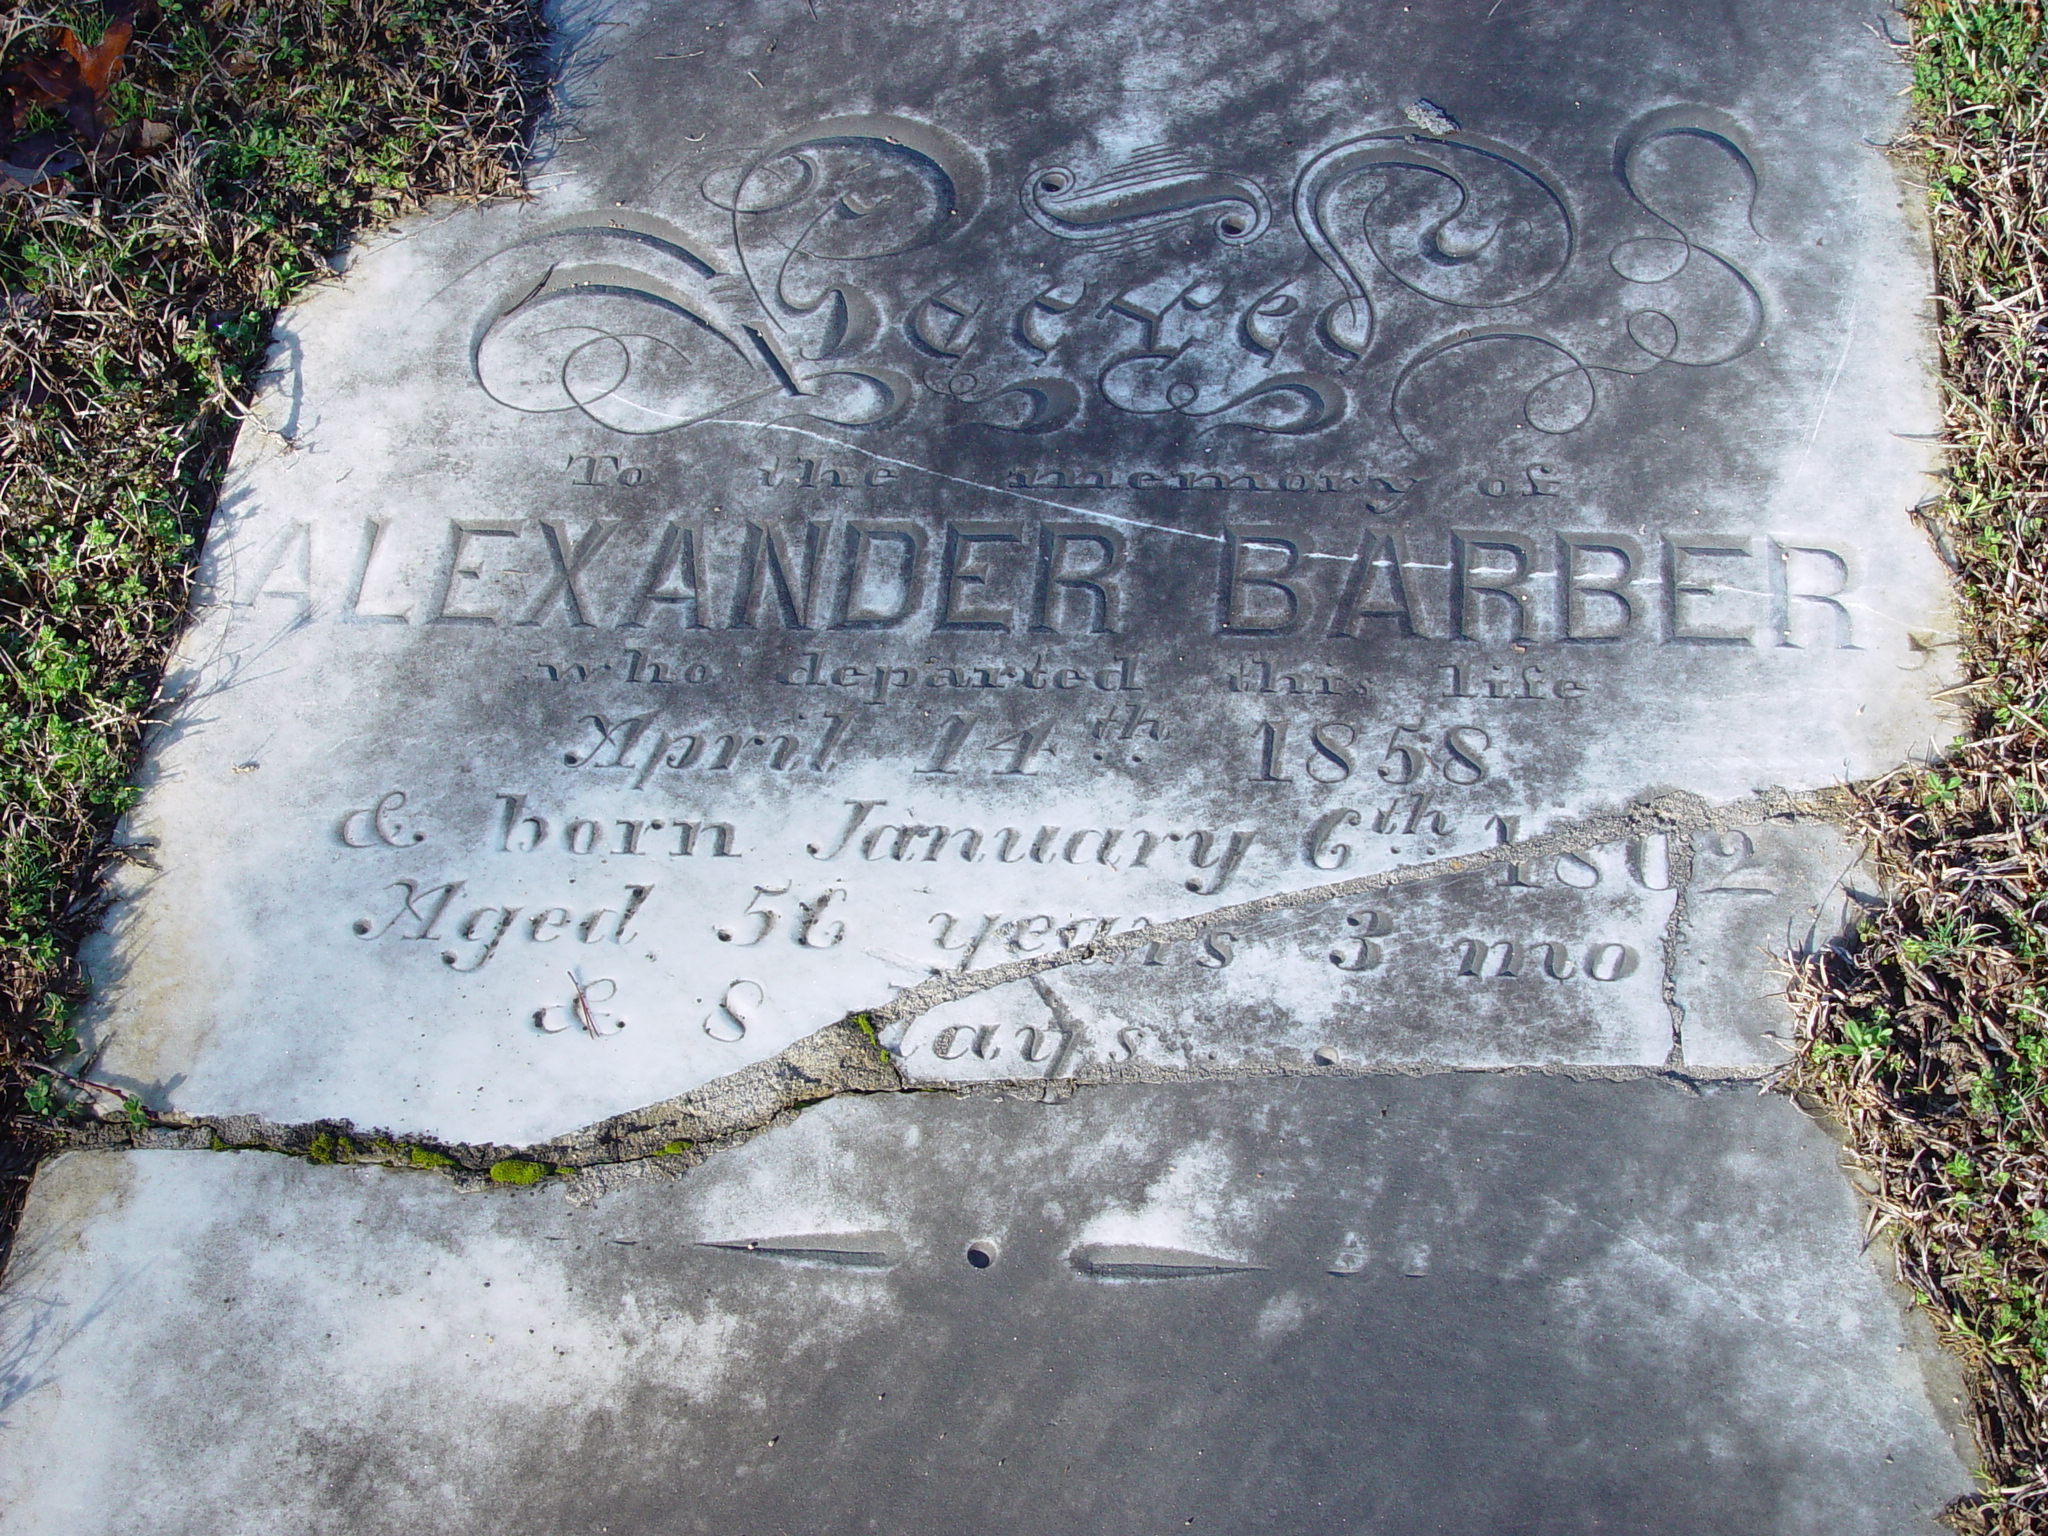 Sacred
To the memory of
ALEXANDER BARBER
who departed this life
April 14th 1858
& born January 6th 1802
Aged 56 years 3 mo
& 8 days